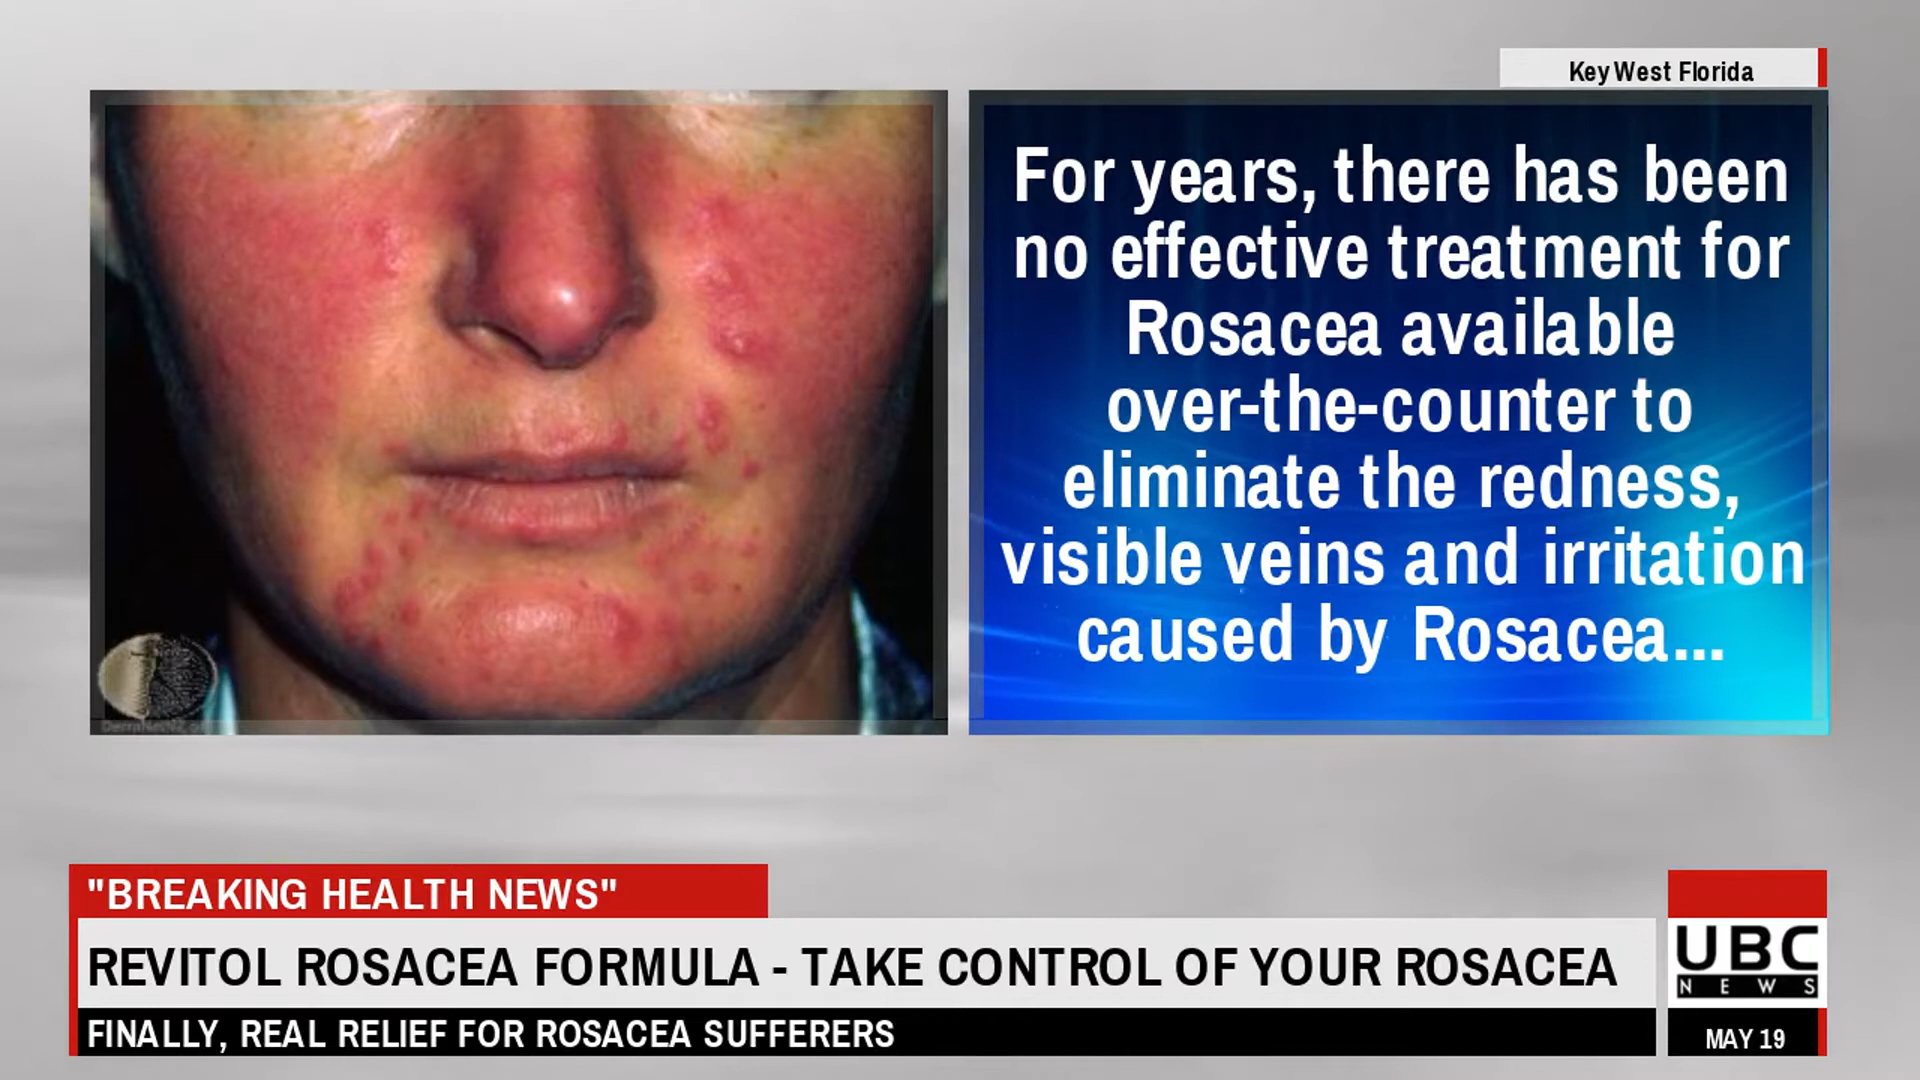 Key West Florida
For years, there has been
no effective treatment for
Rosacea available
over-the-counter to
eliminate the redness,
visible veins and irritation
caused by Rosacea...
"BREAKING HEALTH NEWS"
REVITOL ROSACEA FORMULA - TAKE CONTROL OF YOUR ROSACEA
FINALLY, REAL RELIEF FOR ROSACEA SUFFERERS
UBC
NEWS
MAY 19